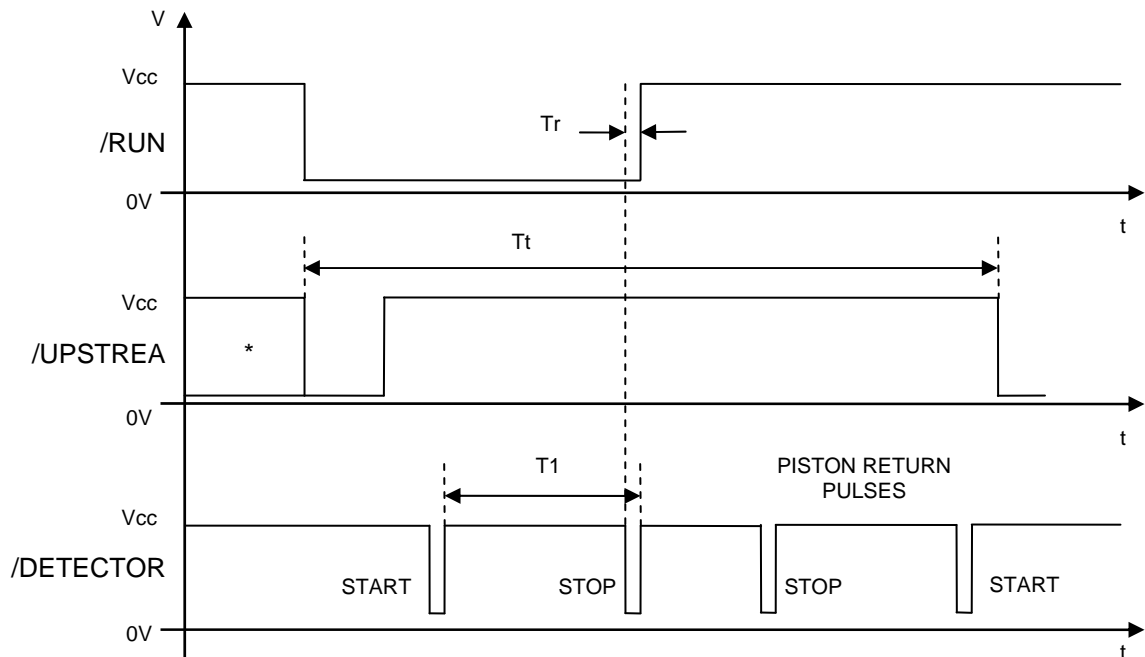 V
Vcc
/RUN
Tr
0V
t
Tt
Vcc
/UPSTREA
*
0V
t
T1
PISTON RETURN
PULSES
Vcc
/DETECTOR
START
STOP
STOP
START
0V
t